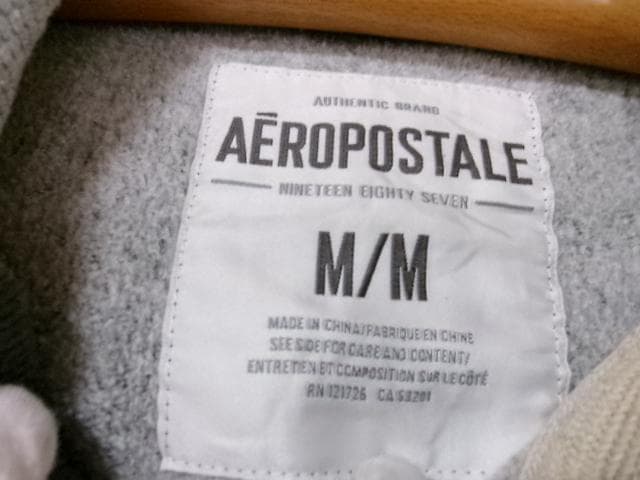 AUTHENTIC BRAND
AĒROPOSTALE
NINETEEN EIGHTY SEVEN
M/M
MADE IN CHINA/FABRIQUE EN CHINE
SEE SIDE FOR CARE AND CONTENT/
ENTRETIEN ET COMPOSITION SUR LE CÔTÉ
RN 121726 CA 53201